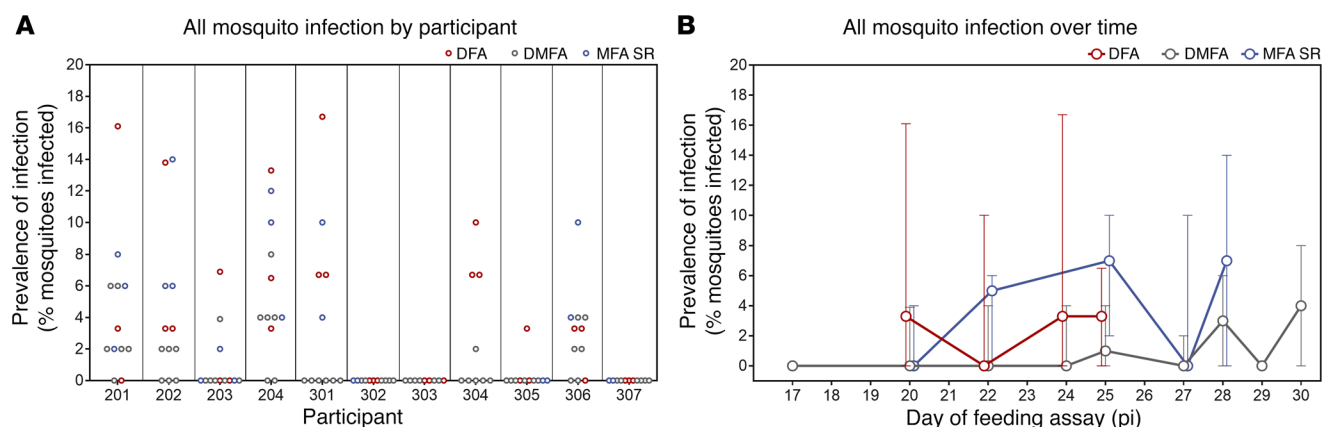 A
All mosquito infection by participant
DFA DMFA MFA SR
Prevalence of infection
(% mosquitoes infected)
20
18
16
14
12
10
8
6
4
2
0
201 202 203 204 301 302 303 304 305 306 307
Participant
B
All mosquito infection over time
DFA DMFA MFA SR
Prevalence of infection
(% mosquitoes infected)
20
18
16
14
12
10
8
6
4
2
0
17 18 19 20 21 22 23 24 25 26 27 28 29 30
Day of feeding assay (pi)